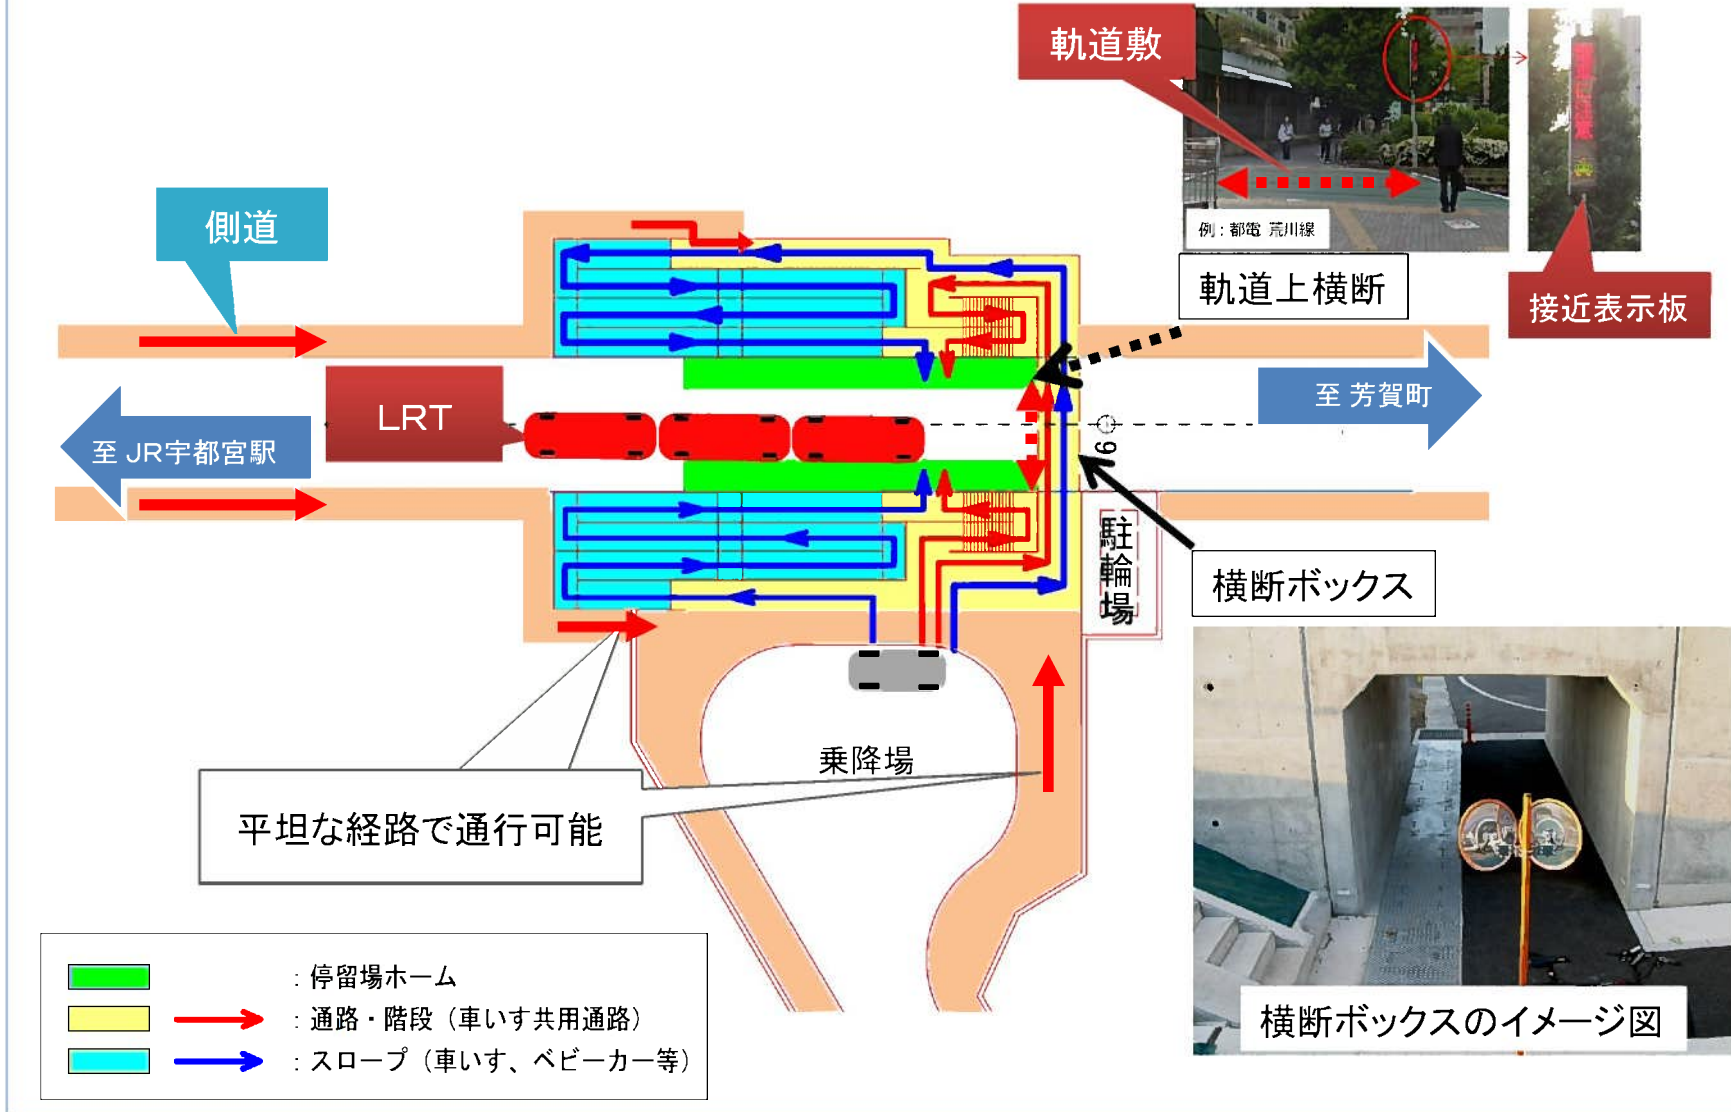 軌道敷
例：都電 荒川線
軌道上横断
接近表示板
側道
LRT
至 JR宇都宮駅
至 芳賀町
9
駐輪場
横断ボックス
乗降場
平坦な経路で通行可能
：停留場ホーム
：通路・階段（車いす共用通路）
：スロープ（車いす、ベビーカー等）
横断ボックスのイメージ図